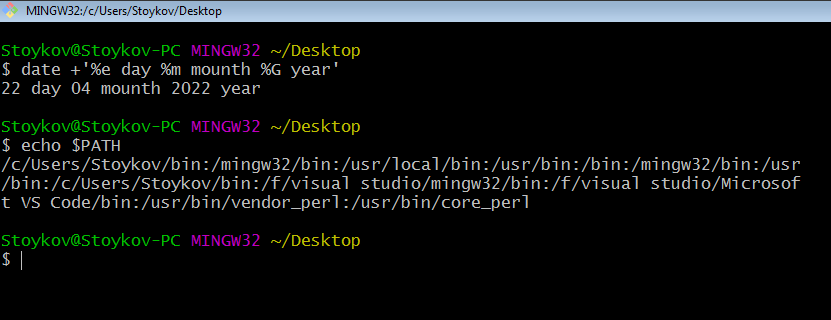 MINGW32:/c/Users/Stoykov/Desktop
Stoykov@Stoykov-PC MINGW32 ~/Desktop
$ date +'%e day %m mounth %G year'
22 day 04 mounth 2022 year
Stoykov@Stoykov-PC MINGW32 ~/Desktop
$ echo $PATH
/c/Users/Stoykov/bin:/mingw32/bin:/usr/local/bin:/usr/bin:/bin:/mingw32/bin:/usr
/bin:/c/Users/Stoykov/bin:/f/visual studio/mingw32/bin:/f/visual studio/Microsof
t VS Code/bin:/usr/bin/vendor_perl:/usr/bin/core_perl
Stoykov@Stoykov-PC MINGW32 ~/Desktop
$